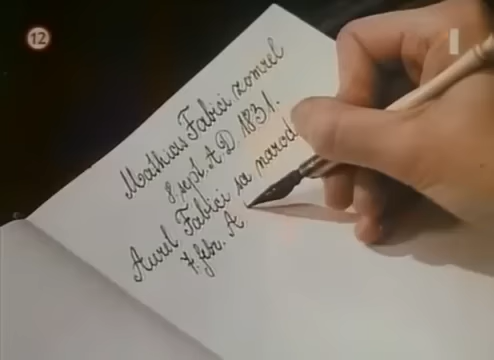 12
Mathias Fabici zomrel
8. sept. A.D. 1831.
Aurel Fabici sa narod
7. febr. A